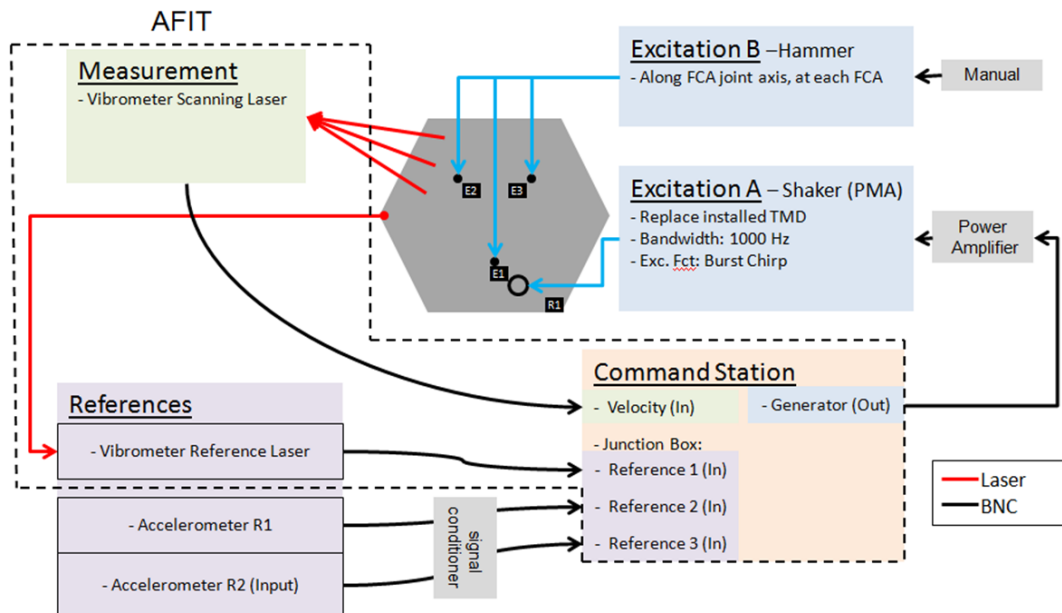 AFIT
Measurement
- Vibrometer Scanning Laser
Excitation B – Hammer
- Along FCA joint axis, at each FCA
Manual
E2
E3
E1
R1
Excitation A – Shaker (PMA)
- Replace installed TMD
- Bandwidth: 1000 Hz
- Exc. Fct: Burst Chirp
Power
Amplifier
References
- Vibrometer Reference Laser
- Accelerometer R1
- Accelerometer R2 (Input)
signal
conditioner
Command Station
- Velocity (In)
- Generator (Out)
- Junction Box:
- Reference 1 (In)
- Reference 2 (In)
- Reference 3 (In)
Laser
BNC